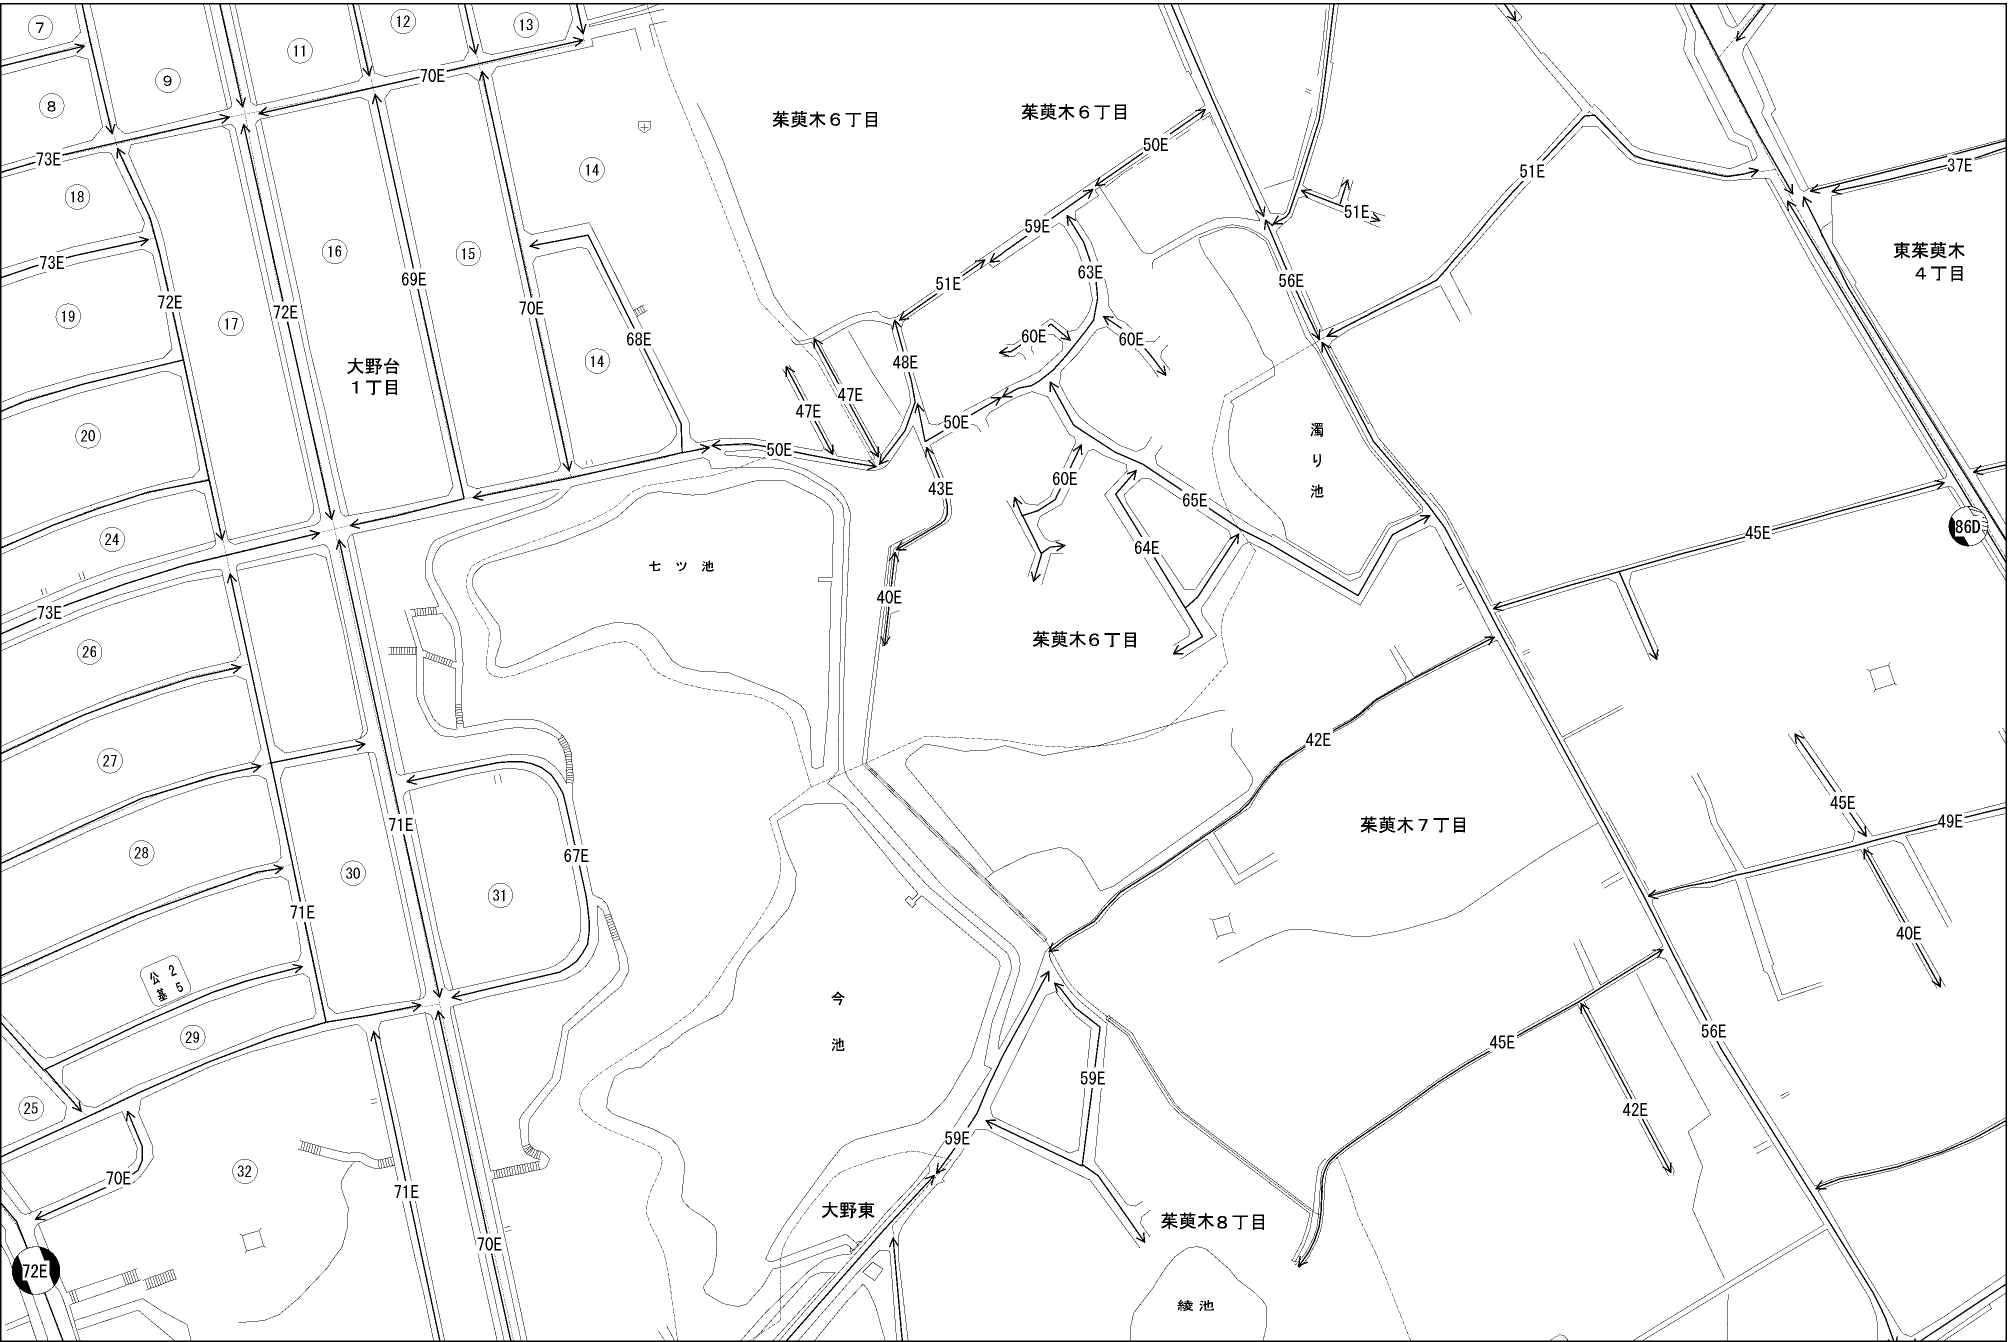 7
12
13
11
9
8
70E
茱萸木６丁目
茱萸木６丁目
50E
73E
14
51E
37E
18
51E
59E
16
15
東茱萸木
４丁目
73E
69E
63E
56E
51E
72E
72E
70E
19
17
68E
60E
60E
大野台
１丁目
14
48E
47E
47E
20
50E
濁り池
50E
60E
43E
65E
86D
24
45E
64E
七ツ池
40E
73E
茱萸木６丁目
26
42E
27
45E
71E
茱萸木７丁目
49E
28
67E
30
31
71E
40E
公 2
墓 5
今池
29
56E
45E
59E
25
42E
59E
32
70E
71E
大野東
茱萸木８丁目
70E
72E
綾池